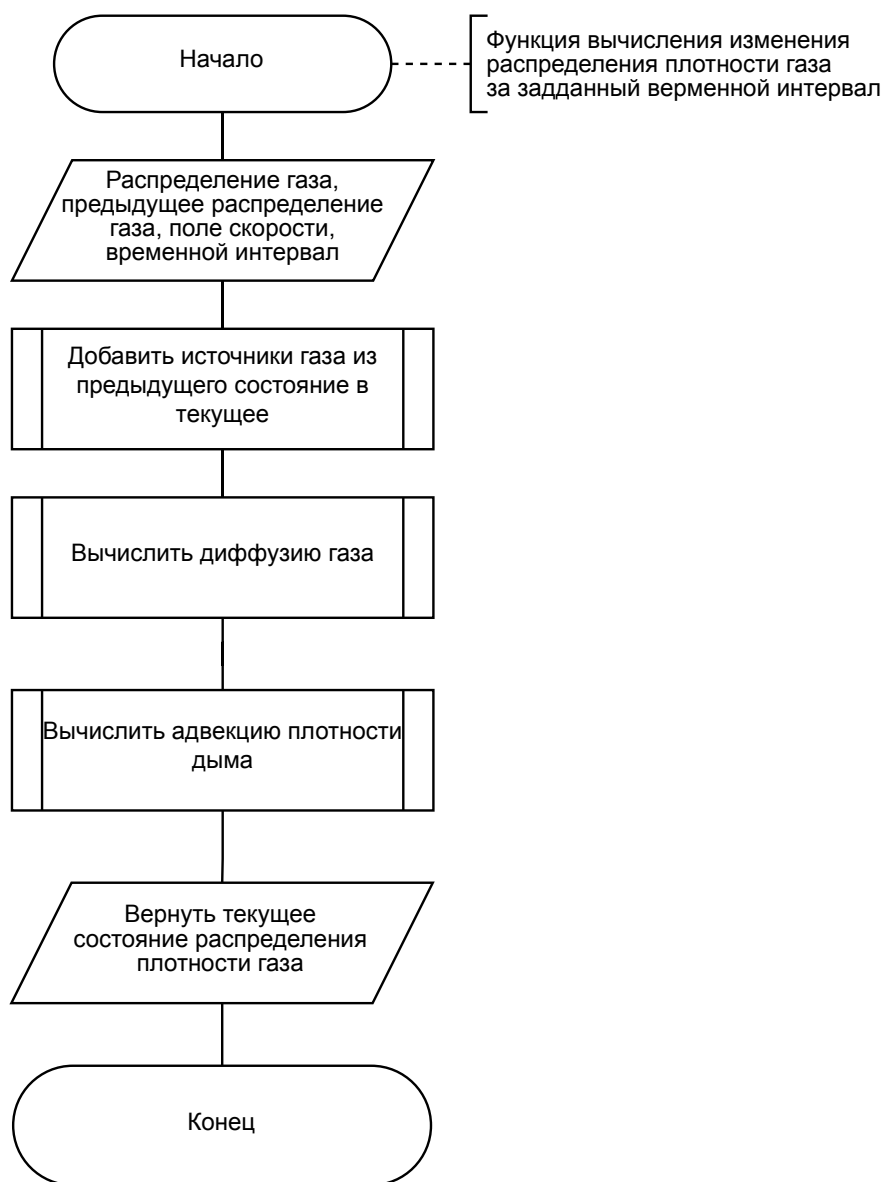 Начало
Функция вычисления изменения
распределения плотности газа
за задданный верменной интервал
Распределение газа,
предыдущее распределение
газа, поле скорости,
временной интервал
Добавить источники газа из
предыдущего состояние в
текущее
Вычислить диффузию газа
Вычислить адвекцию плотности
дыма
Вернуть текущее
состояние распределения
плотности газа
Конец